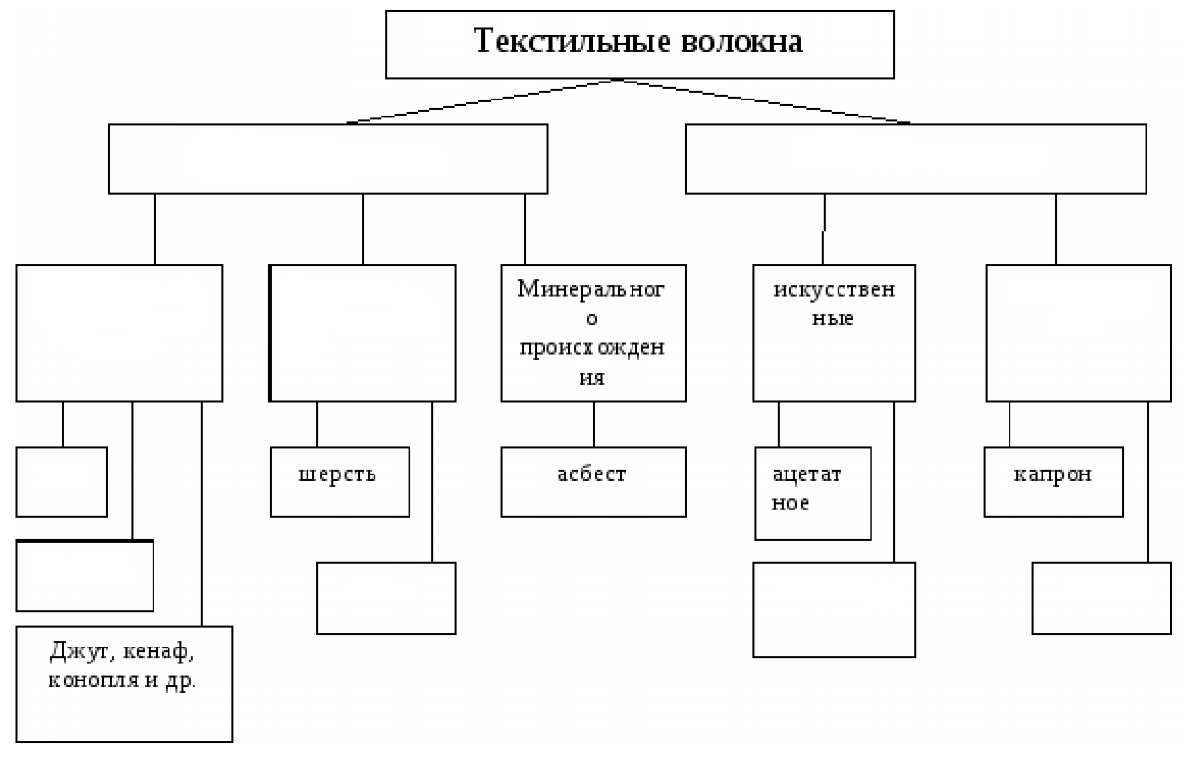 Текстильные волокна
Минеральног
о
происхожден
ия
искусствен
ные
шерсть
асбест
ацетат
ное
капрон
Джут, кенаф,
конопля и др.